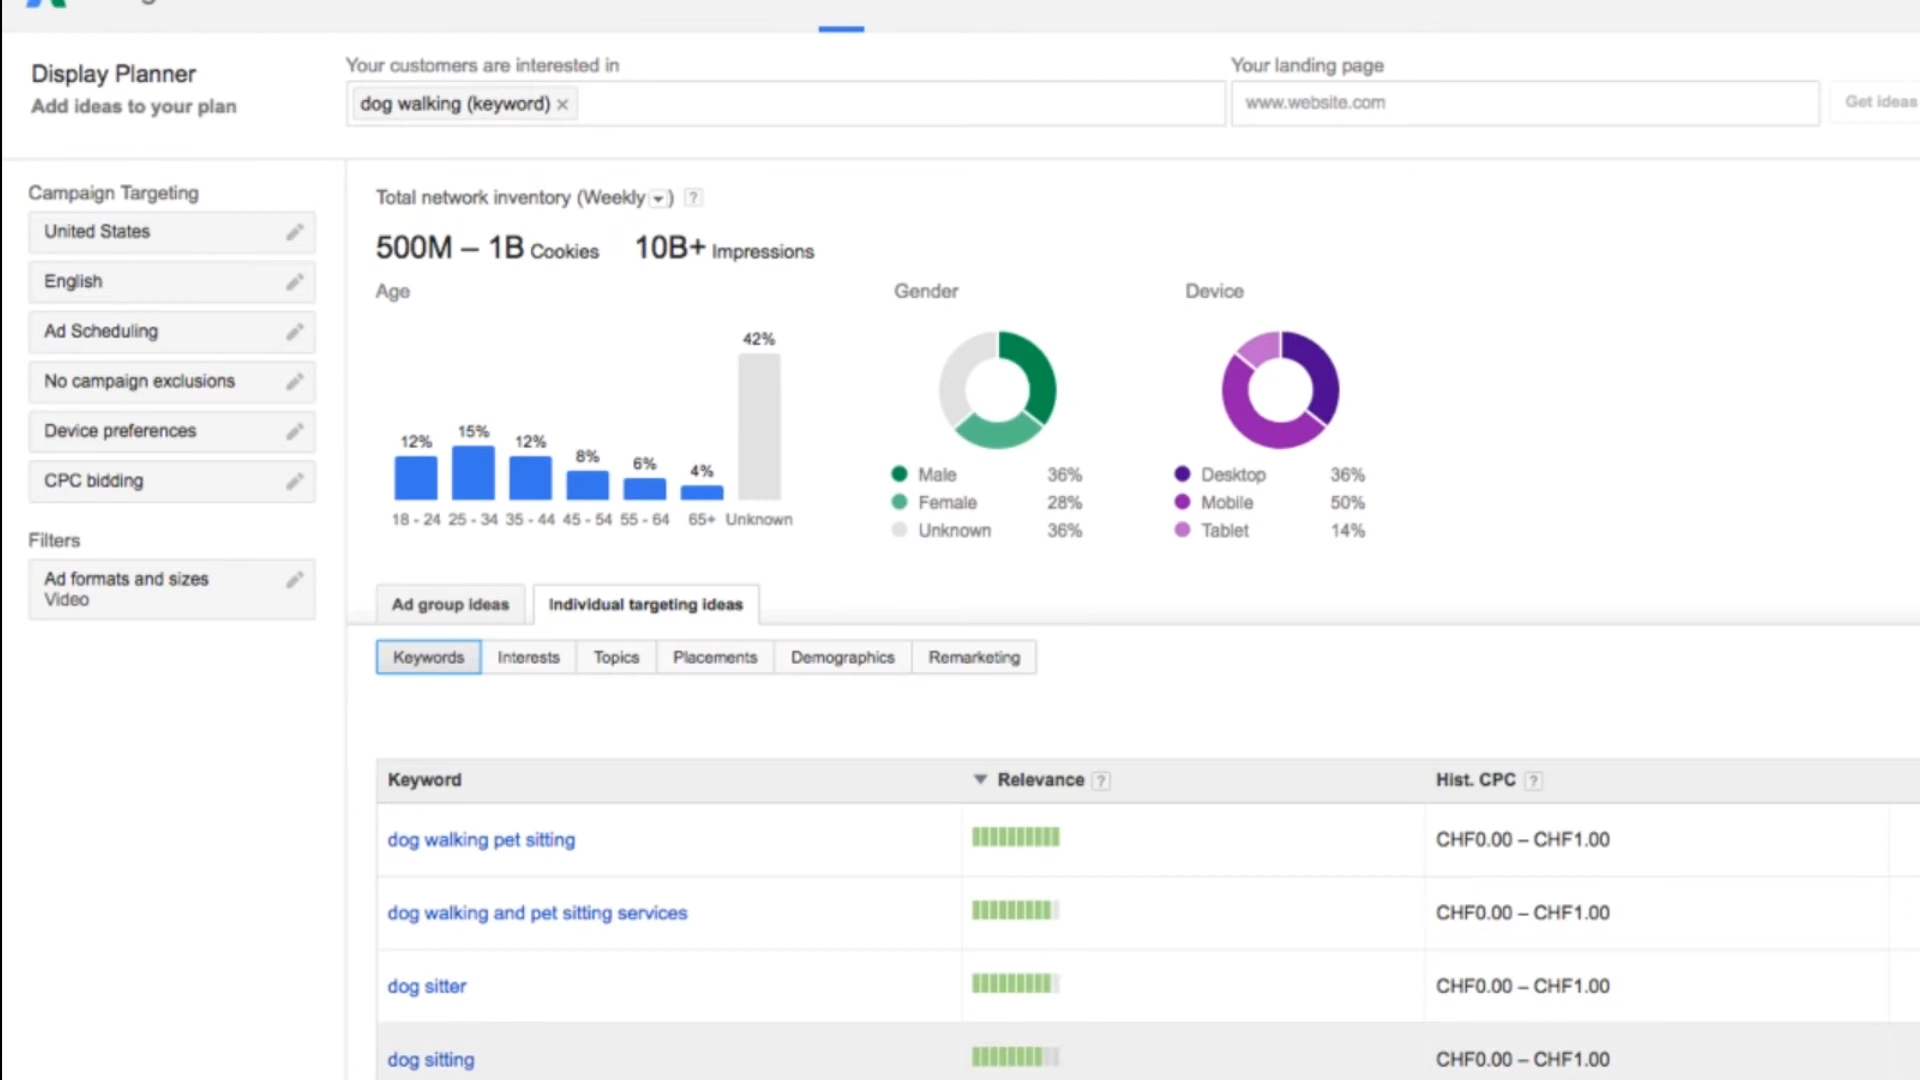 Display Planner
Add ideas to your plan
Your customers are interested in
dog walking (keyword) ×
Your landing page
www.website.com
Get ideas
Campaign Targeting
United States
English
Ad Scheduling
No campaign exclusions
Device preferences
CPC bidding
Filters
Ad formats and sizes
Video
Total network inventory (Weekly ) ?
500M – 1B Cookies 10B+ Impressions
Age
42%
12% 15% 12% 8% 6% 4%
18 - 24 25 - 34 35 - 44 45 - 54 55 - 64 65+ Unknown
Gender
Male 36%
Female 28%
Unknown 36%
Device
Desktop 36%
Mobile 50%
Tablet 14%
Ad group ideas Individual targeting ideas
Keywords Interests Topics Placements Demographics Remarketing
Keyword Relevance ? Hist. CPC ?
dog walking pet sitting CHF0.00 – CHF1.00
dog walking and pet sitting services CHF0.00 – CHF1.00
dog sitter CHF0.00 – CHF1.00
dog sitting CHF0.00 – CHF1.00